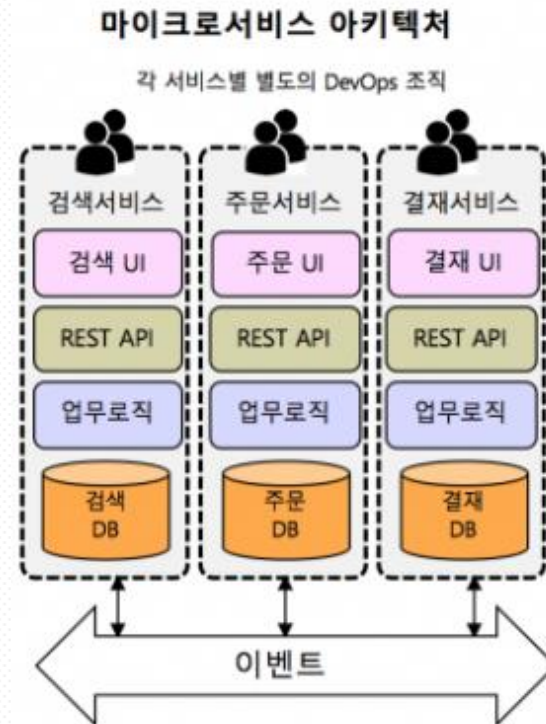 마이크로서비스 아키텍처
각 서비스별 별도의 DevOps 조직
검색서비스
주문서비스
결재서비스
검색 UI
주문 UI
결재 UI
REST API
REST API
REST API
업무로직
업무로직
업무로직
검색
DB
주문
DB
결재
DB
이벤트